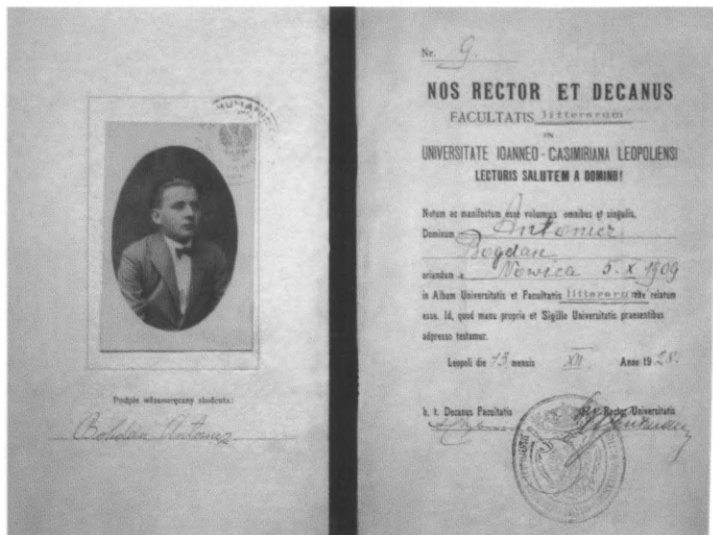 HUMANI
Podpis własnoręczny studenta:
Bohdan Antonicz
Nr. 9.
NOS RECTOR ET DECANUS
FACULTATIS litterarum
IN
UNIVERSITATE IOANNEO-CASIMIRIANA LEOPOLIENSI
LECTURIS SALUTEM A DOMINO!
Notum ac manifestum esse volumus omnibus et singulis,
Dominum Antonicz
Bogdan
oriundum e Nowica 5. X 1909
in Album Universitatis et Facultatis litterarum rite relatum
esse. Id, quod manu propria et Sigillo Universitatis praesentibus
adpresso testamur.
Leopoli die 13 mensis XII Anno 1928.
h. t. Decanus Facultatis
h. t. Rector Universitatis